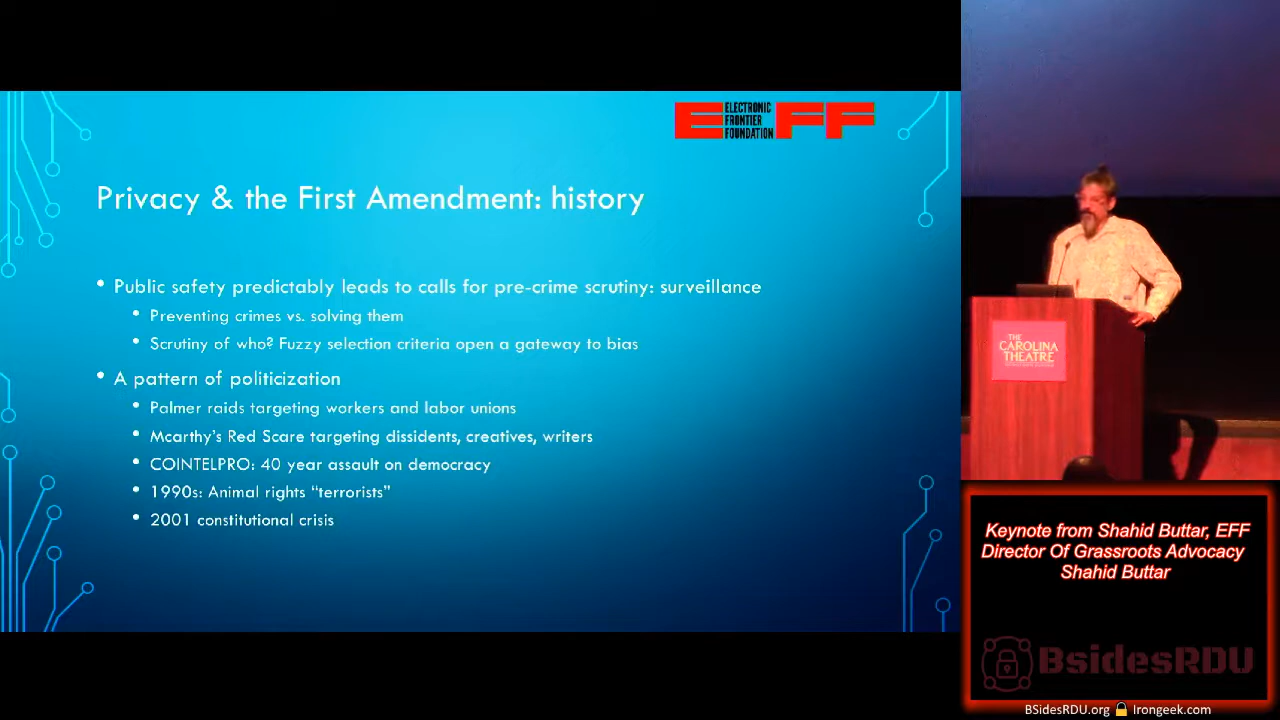 ELECTRONIC
FRONTIER
FOUNDATION
EFF
Privacy & the First Amendment: history
• Public safety predictably leads to calls for pre-crime scrutiny: surveillance
• Preventing crimes vs. solving them
• Scrutiny of who? Fuzzy selection criteria open a gateway to bias
• A pattern of politicization
• Palmer raids targeting workers and labor unions
• Mcarthy's Red Scare targeting dissidents, creatives, writers
• COINTELPRO: 40 year assault on democracy
• 1990s: Animal rights “terrorists”
• 2001 constitutional crisis
THE
CAROLINA
THEATRE
Keynote from Shahid Buttar, EFF
Director Of Grassroots Advocacy
Shahid Buttar
BsidesRDU
BSidesRDU.org 🔒 Irongeek.com